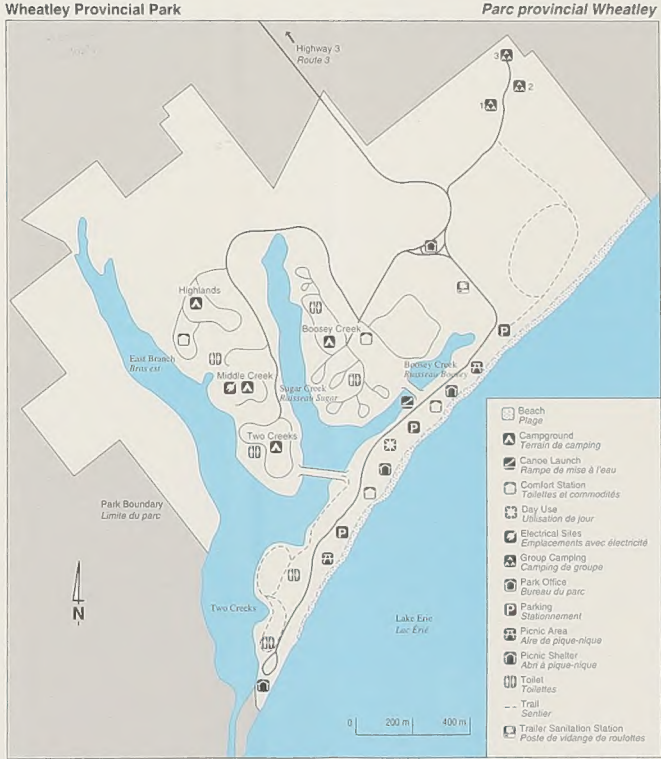 Wheatley Provincial Park
Parc provincial Wheatley
Highway 3
Route 3
3
2
1
Highlands
Boosey Creek
East Branch
Bras est
Middle Creek
Sugar Creek
Ruisseau Sugar
Boosey Creek
Ruisseau Boosey
Two Creeks
Park Boundary
Limite du parc
N
Two Creeks
Lake Erie
Lac Érié
0 200 m 400 m
Beach
Plage
Campground
Terrain de camping
Canoe Launch
Rampe de mise à l'eau
Comfort Station
Toilettes et commodités
Day Use
Utilisation de jour
Electrical Sites
Emplacements avec électricité
Group Camping
Camping de groupe
Park Office
Bureau du parc
P Parking
Stationnement
Picnic Area
Aire de pique-nique
Picnic Shelter
Abri à pique-nique
Toilet
Toilettes
Trail
Sentier
Trailer Sanitation Station
Poste de vidange de roulottes
P
P
P